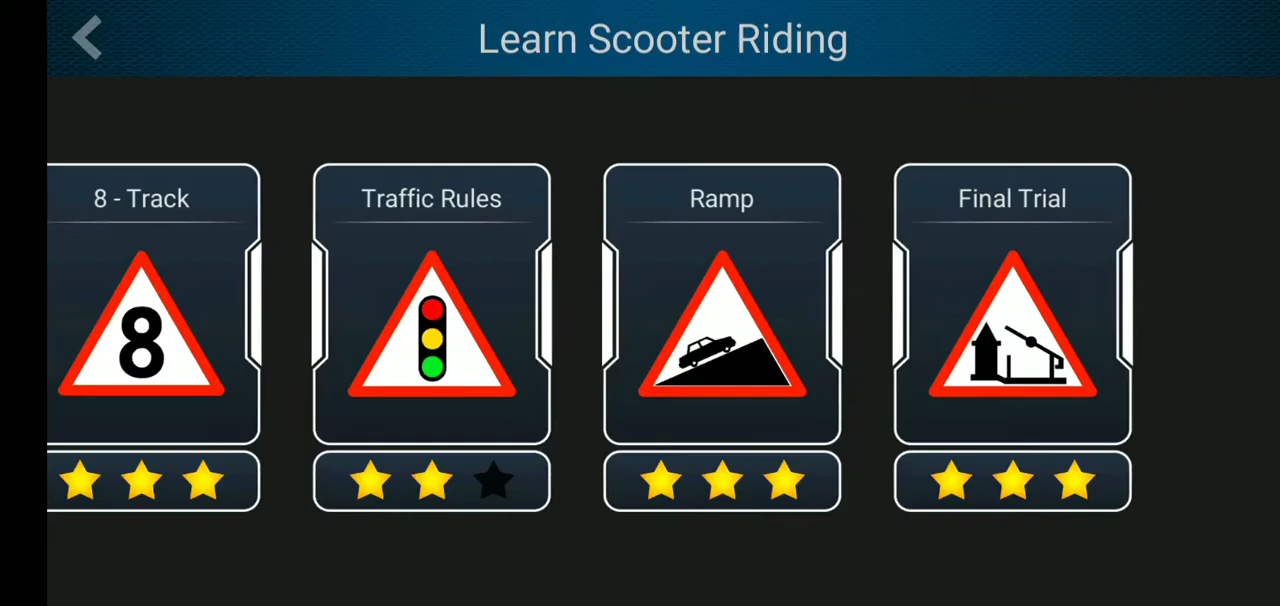 Learn Scooter Riding
8 - Track
Traffic Rules
Ramp
Final Trial
8